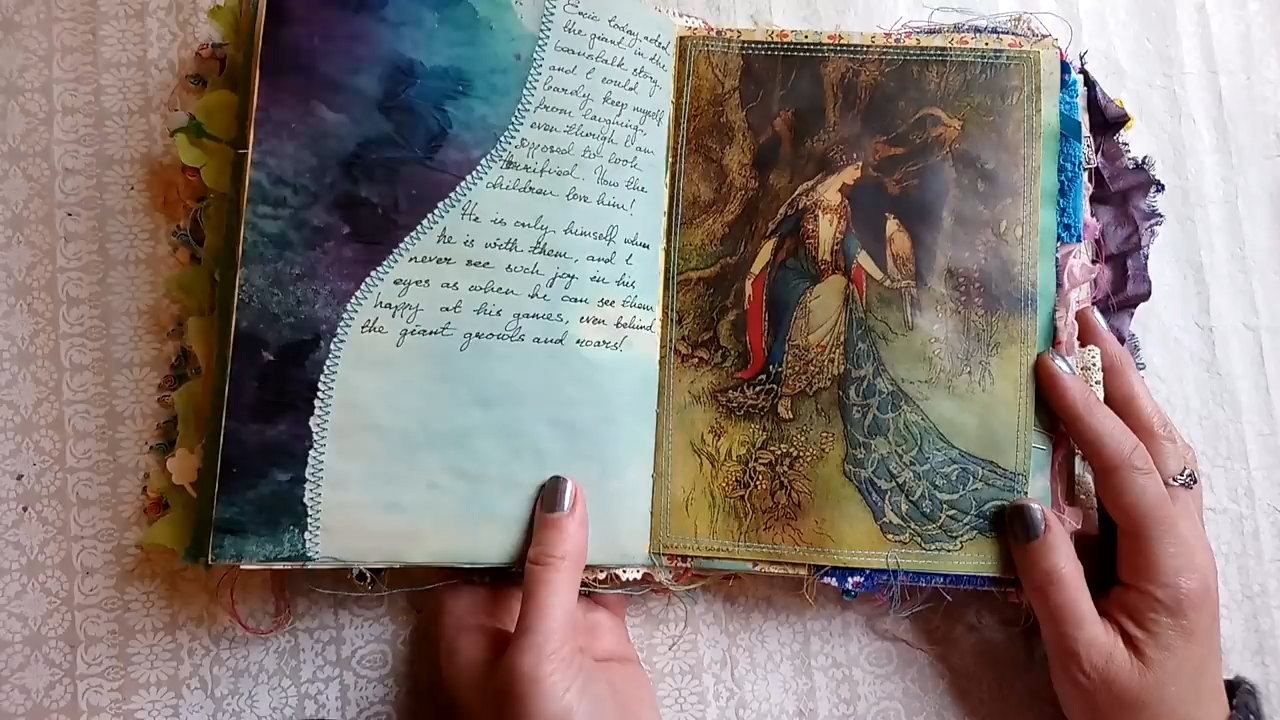 Eric today acted
the giant in the
beanstalk story,
and I could
barely keep myself
from laughing,
even though I am
supposed to look
terrified. How the
children love him!
He is only himself when
he is with them, and I
never see such joy in his
eyes as when he can see them
happy at his games, even behind
the giant growls and roars!